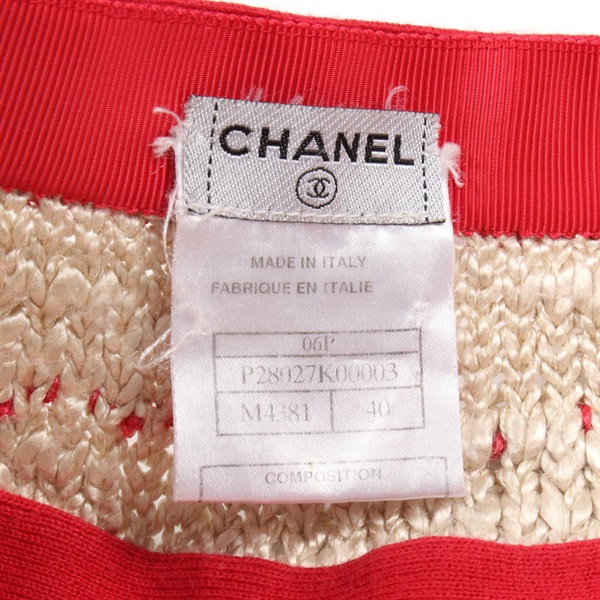 CHANEL
MADE IN ITALY
FABRIQUE EN ITALIE
06P
P28027K00003
M4381 40
COMPOSITION